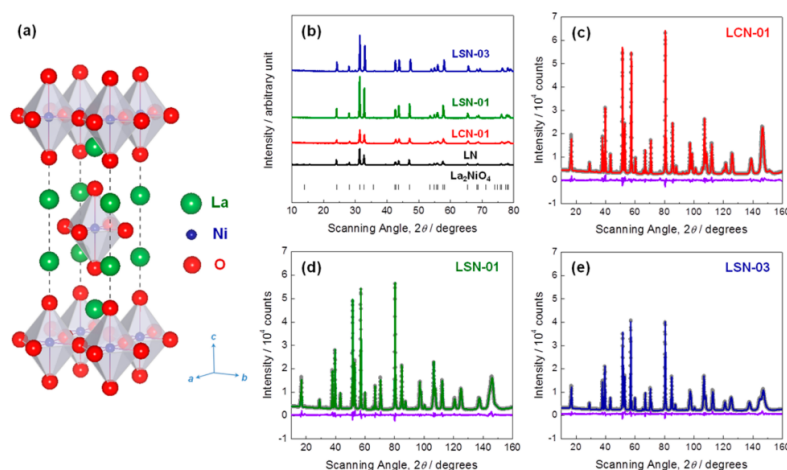 (a)
La
Ni
O
c
a
b
(b)
LSN-03
LSN-01
LCN-01
LN
La₂NiO₄
Intensity / arbitrary unit
10 20 30 40 50 60 70 80
Scanning Angle, 2θ / degrees
(c)
LCN-01
Intensity / 10⁴ counts
7
6
5
4
3
2
1
0
-1
20 40 60 80 100 120 140 160
Scanning Angle, 2θ / degrees
(d)
LSN-01
Intensity / 10⁴ counts
7
6
5
4
3
2
1
0
-1
20 40 60 80 100 120 140 160
Scanning Angle, 2θ / degrees
(e)
LSN-03
Intensity / 10⁴ counts
7
6
5
4
3
2
1
0
-1
20 40 60 80 100 120 140 160
Scanning Angle, 2θ / degrees